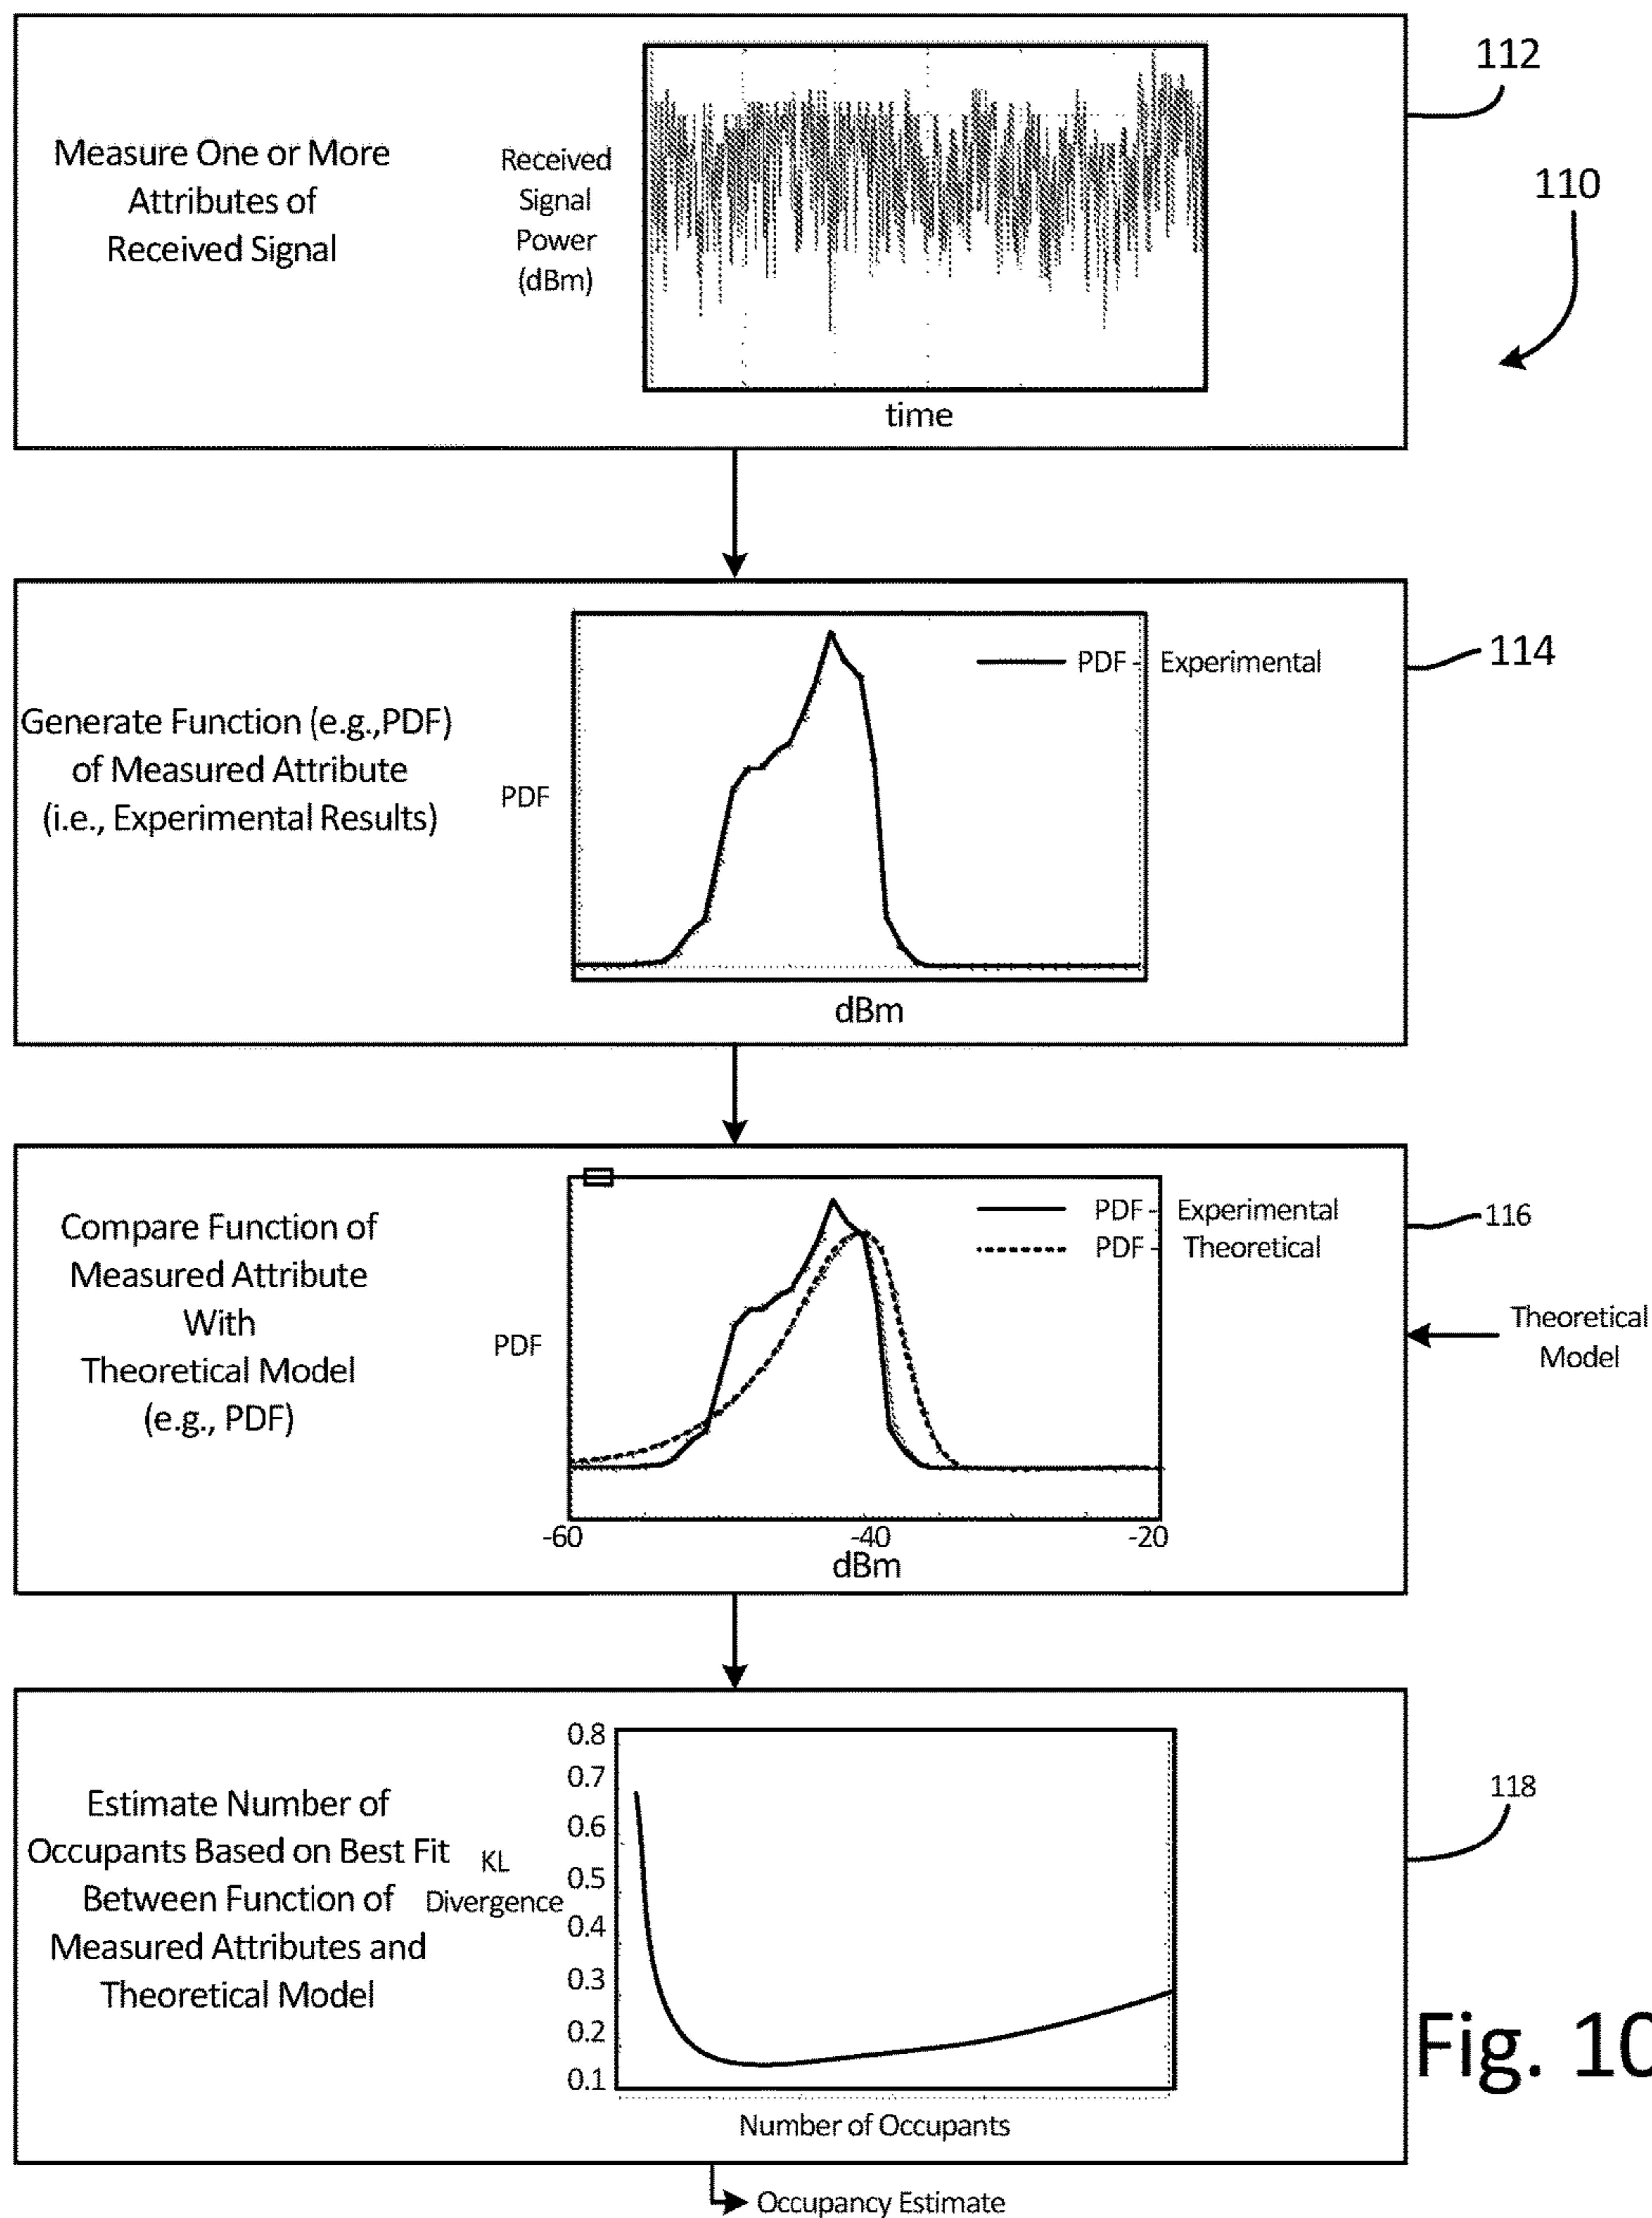 112
110
Measure One or More
Attributes of
Received Signal
Received
Signal
Power
(dBm)
time
114
Generate Function (e.g.,PDF)
of Measured Attribute
(i.e., Experimental Results)
PDF
PDF - Experimental
dBm
116
Compare Function of
Measured Attribute
With
Theoretical Model
(e.g., PDF)
PDF
PDF - Experimental
PDF - Theoretical
-60 -40 -20
dBm
Theoretical
Model
118
Estimate Number of
Occupants Based on Best Fit
Between Function of
Measured Attributes and
Theoretical Model
KL
Divergence
0.8
0.7
0.6
0.5
0.4
0.3
0.2
0.1
Number of Occupants
Occupancy Estimate
Fig. 10